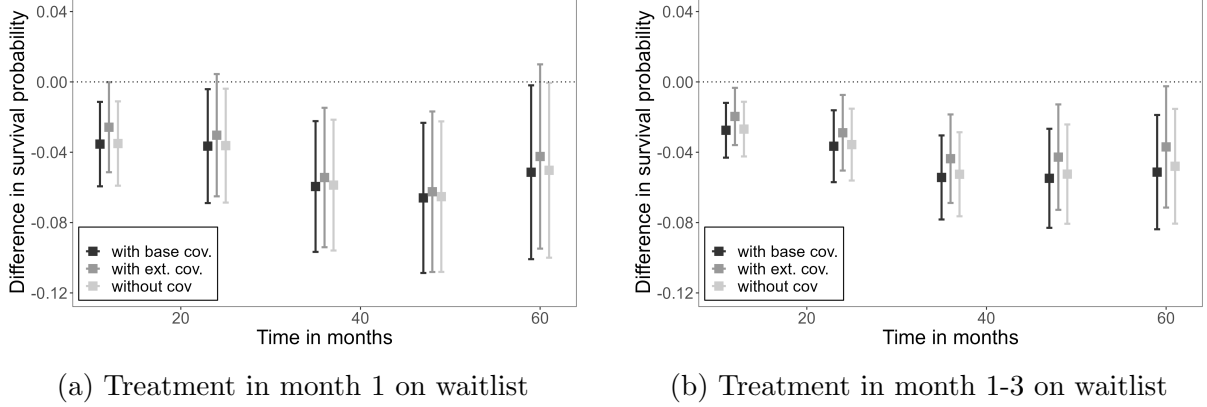 Difference in survival probability
0.04
0.00
-0.04
-0.08
-0.12
with base cov.
with ext. cov.
without cov
20 40 60
Time in months
(a) Treatment in month 1 on waitlist
Difference in survival probability
0.04
0.00
-0.04
-0.08
-0.12
with base cov.
with ext. cov.
without cov
20 40 60
Time in months
(b) Treatment in month 1-3 on waitlist